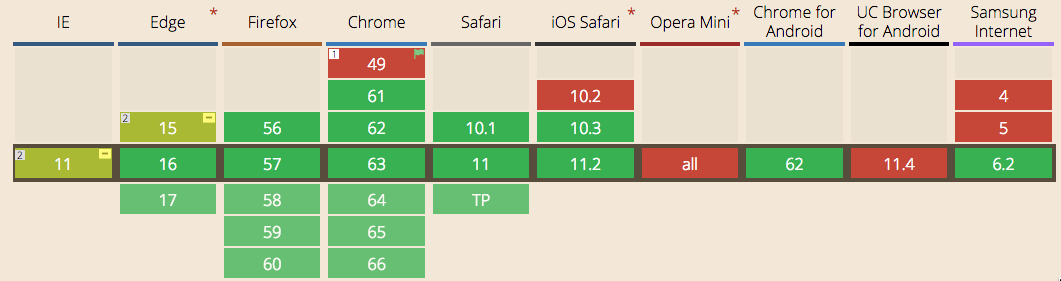 IE Edge * Firefox Chrome Safari iOS Safari * Opera Mini * Chrome for Android UC Browser for Android Samsung Internet
1 49
61 10.2 4
2 15 56 62 10.1 10.3 5
2 11 16 57 63 11 11.2 all 62 11.4 6.2
17 58 64 TP
59 65
60 66